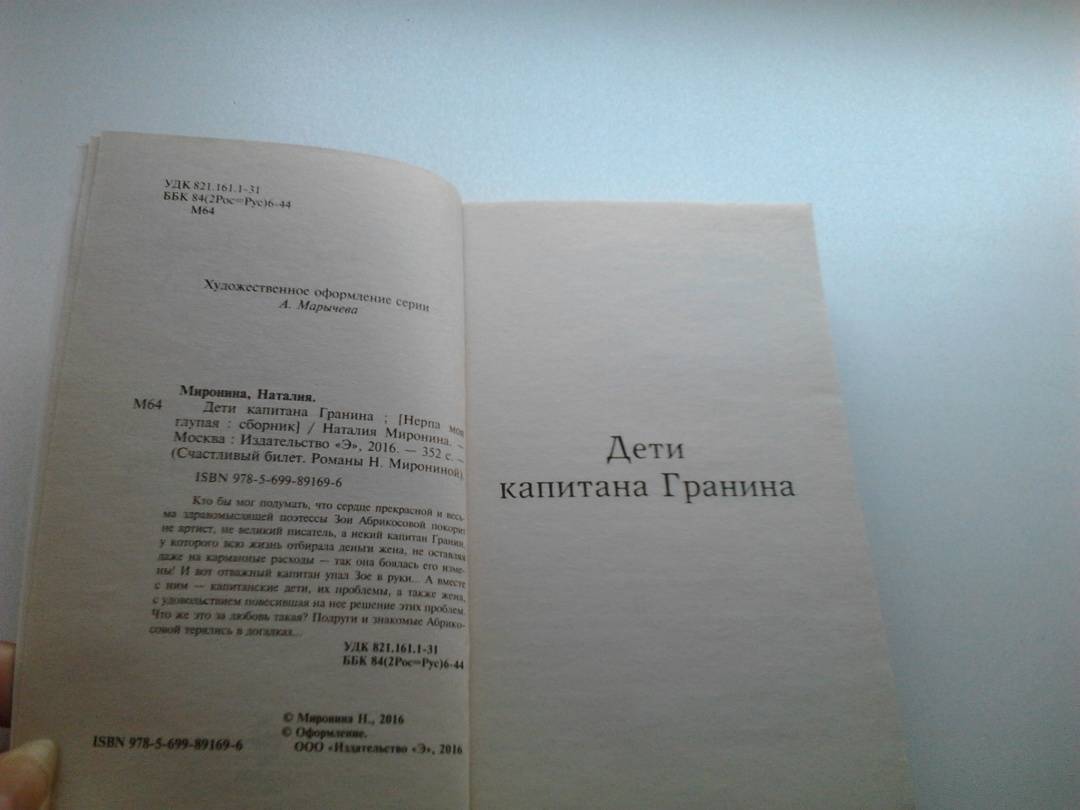 УДК 821.161.1-31
ББК 84(2Рос=Рус)6-44
М64
Художественное оформление серии
А. Марычева
Миронина, Наталия.
М64 Дети капитана Гранина ; [Нерпа моя
глупая : сборник] / Наталия Миронина. —
Москва : Издательство «Э», 2016. — 352 с. —
(Счастливый билет. Романы Н. Мирониной).
ISBN 978-5-699-89169-6
Кто бы мог подумать, что сердце прекрасной и весь-
ма здравомыслящей поэтессы Зои Абрикосовой покорит
не артист, не великий писатель, а некий капитан Гранин,
у которого всю жизнь отбирала деньги жена, не оставляя
даже на карманные расходы — так она боялась его изме-
ны! И вот отважный капитан упал Зое в руки... А вместе
с ним — капитанские дети, их проблемы, а также жена,
с удовольствием повесившая на нее решение этих проблем.
Что же это за любовь такая? Подруги и знакомые Абрико-
совой терялись в догадках...
УДК 821.161.1-31
ББК 84(2Рос=Рус)6-44
© Миронина Н., 2016
© Оформление.
ISBN 978-5-699-89169-6 ООО «Издательство «Э», 2016
Дети
капитана Гранина